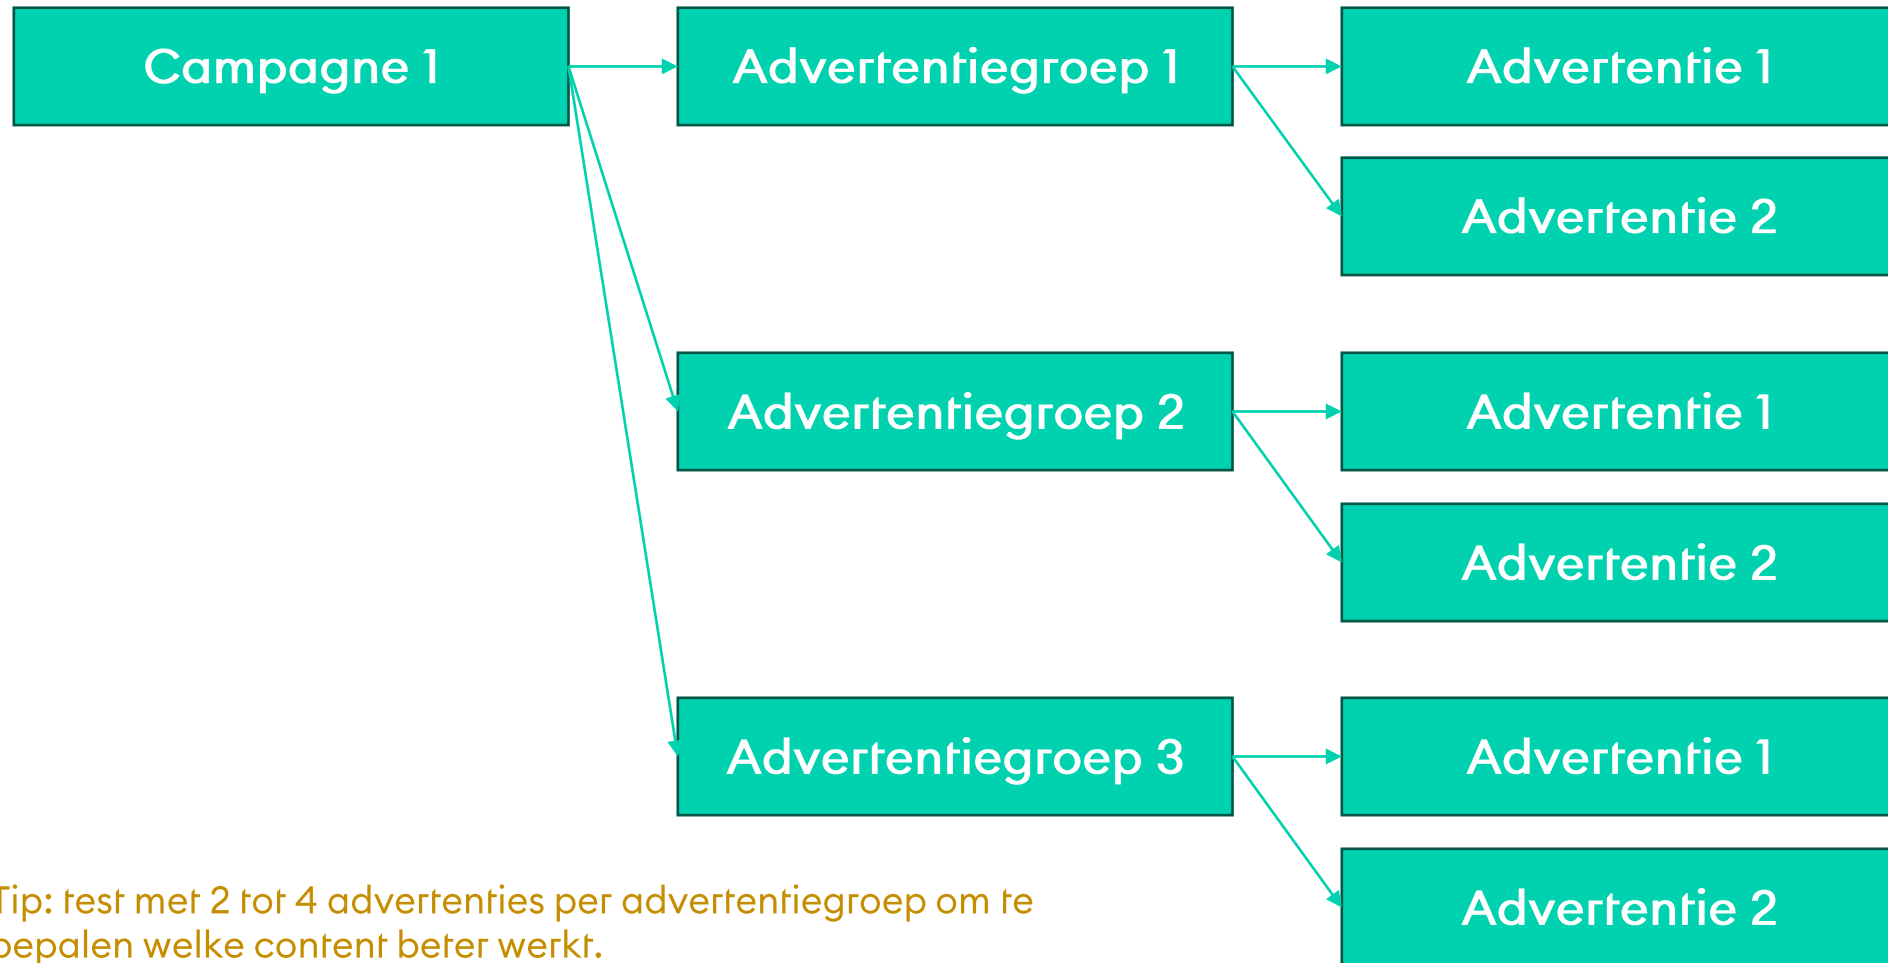 Campagne 1
Advertentiegroep 1
Advertentie 1
Advertentie 2
Advertentiegroep 2
Advertentie 1
Advertentie 2
Advertentiegroep 3
Advertentie 1
Advertentie 2
Tip: test met 2 tot 4 advertenties per advertentiegroep om te
bepalen welke content beter werkt.